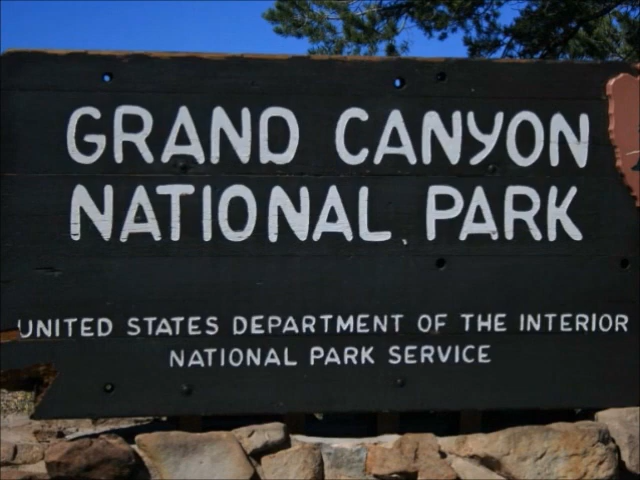 GRAND CANYON
NATIONAL PARK
UNITED STATES DEPARTMENT OF THE INTERIOR
NATIONAL PARK SERVICE